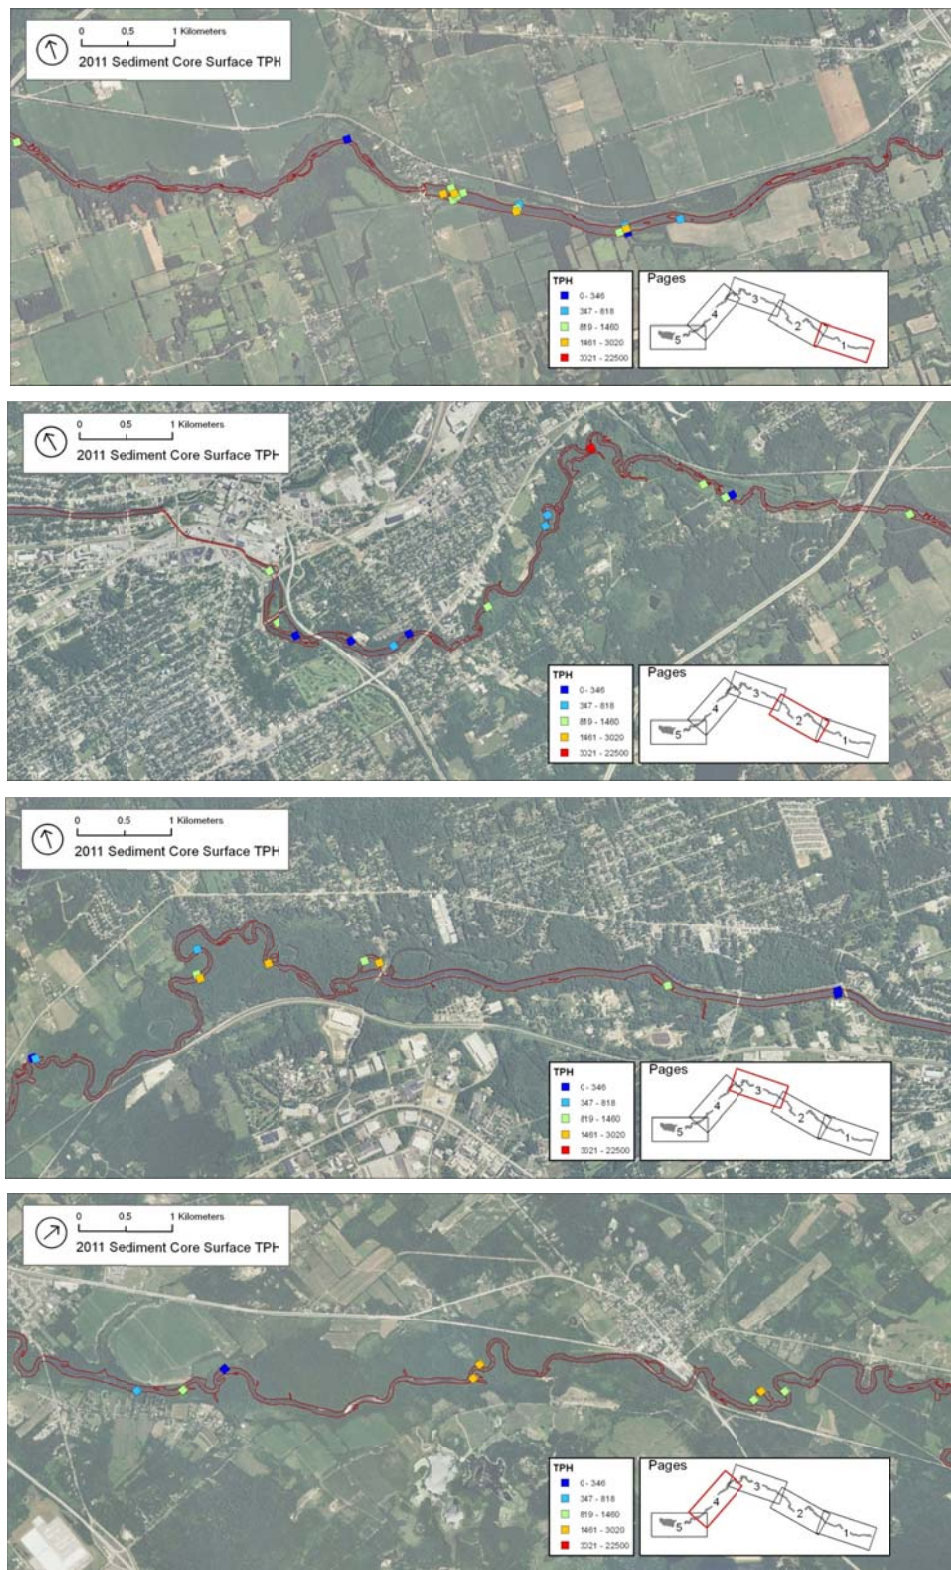 0 0.5 1 Kilometers
2011 Sediment Core Surface TPH
TPH
0 - 346
347 - 818
819 - 1460
1461 - 3020
3021 - 22500
Pages
5
4
3
2
1
0 0.5 1 Kilometers
2011 Sediment Core Surface TPH
TPH
0 - 346
347 - 818
819 - 1460
1461 - 3020
3021 - 22500
Pages
5
4
3
2
1
0 0.5 1 Kilometers
2011 Sediment Core Surface TPH
TPH
0 - 346
347 - 818
819 - 1460
1461 - 3020
3021 - 22500
Pages
5
4
3
2
1
0 0.5 1 Kilometers
2011 Sediment Core Surface TPH
TPH
0 - 346
347 - 818
819 - 1460
1461 - 3020
3021 - 22500
Pages
5
4
3
2
1